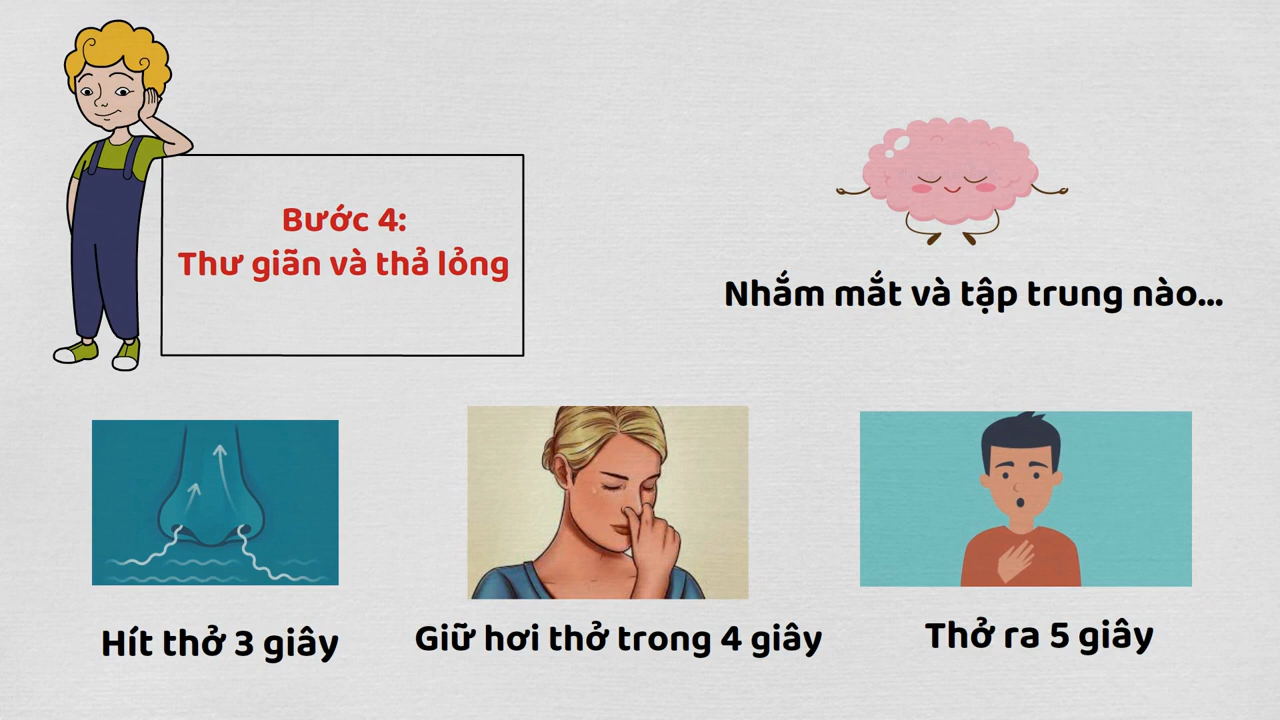 Bước 4:
Thư giãn và thả lỏng
Nhắm mắt và tập trung nào...
Hít thở 3 giây
Giữ hơi thở trong 4 giây
Thở ra 5 giây